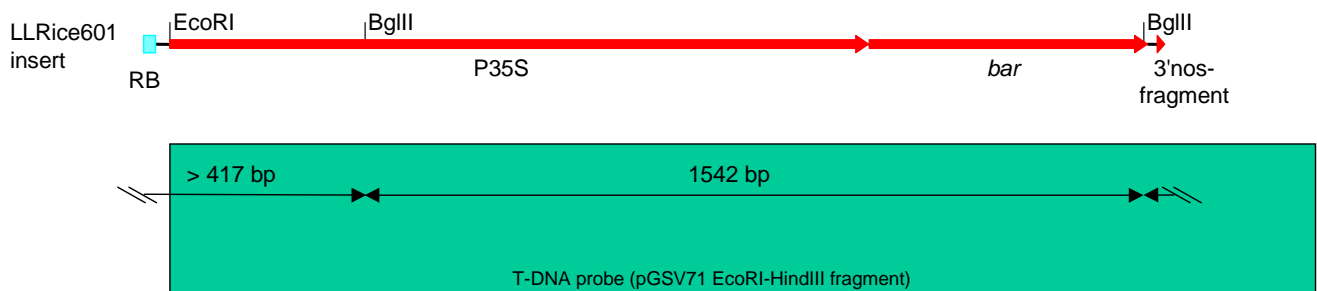 LLRice601
insert
EcoRI
BglII
BglII
RB
P35S
bar
3'nos-
fragment
> 417 bp
1542 bp
T-DNA probe (pGSV71 EcoRI-HindIII fragment)